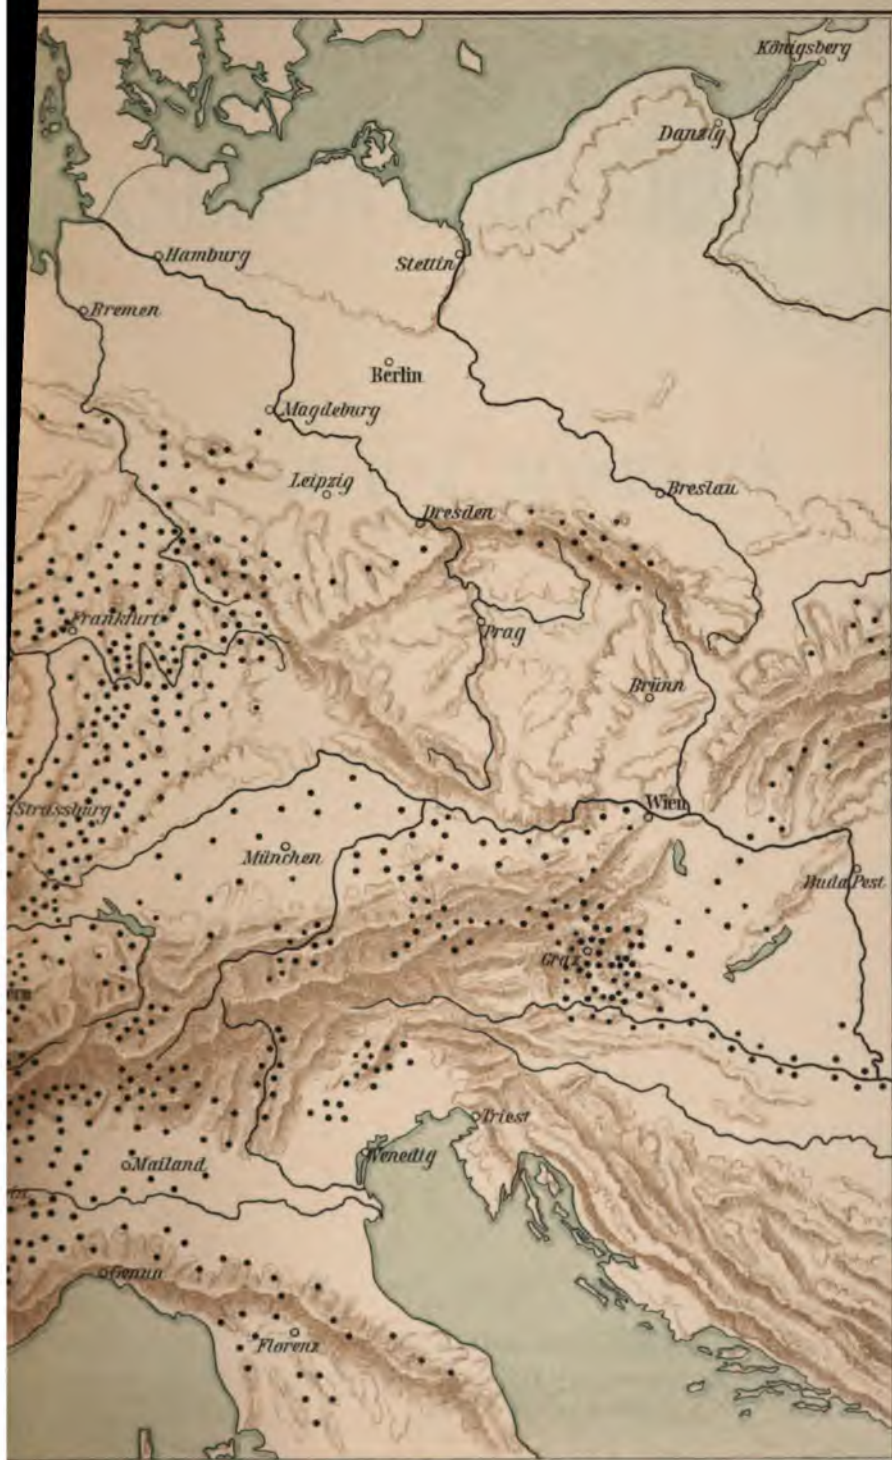 Königsberg
Danzig
Hamburg
Stettin
Bremen
Berlin
Magdeburg
Leipzig
Breslau
Dresden
Frankfurt
Prag
Brünn
Strassburg
Wien
München
Buda Pest
Graz
Triest
Venedig
Mailand
Genua
Florenz